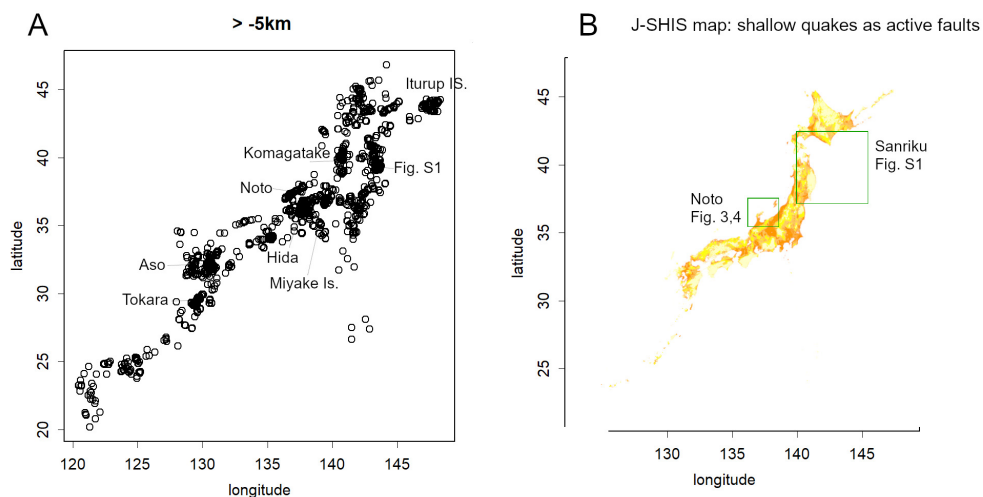 A
> -5km
Iturup IS.
Komagatake
Fig. S1
Noto
Aso
Hida
Miyake Is.
Tokara
latitude
45
40
35
30
25
20
120
125
130
135
140
145
longitude
B
J-SHIS map: shallow quakes as active faults
Sanriku
Fig. S1
Noto
Fig. 3,4
latitude
45
40
35
30
25
130
135
140
145
longitude